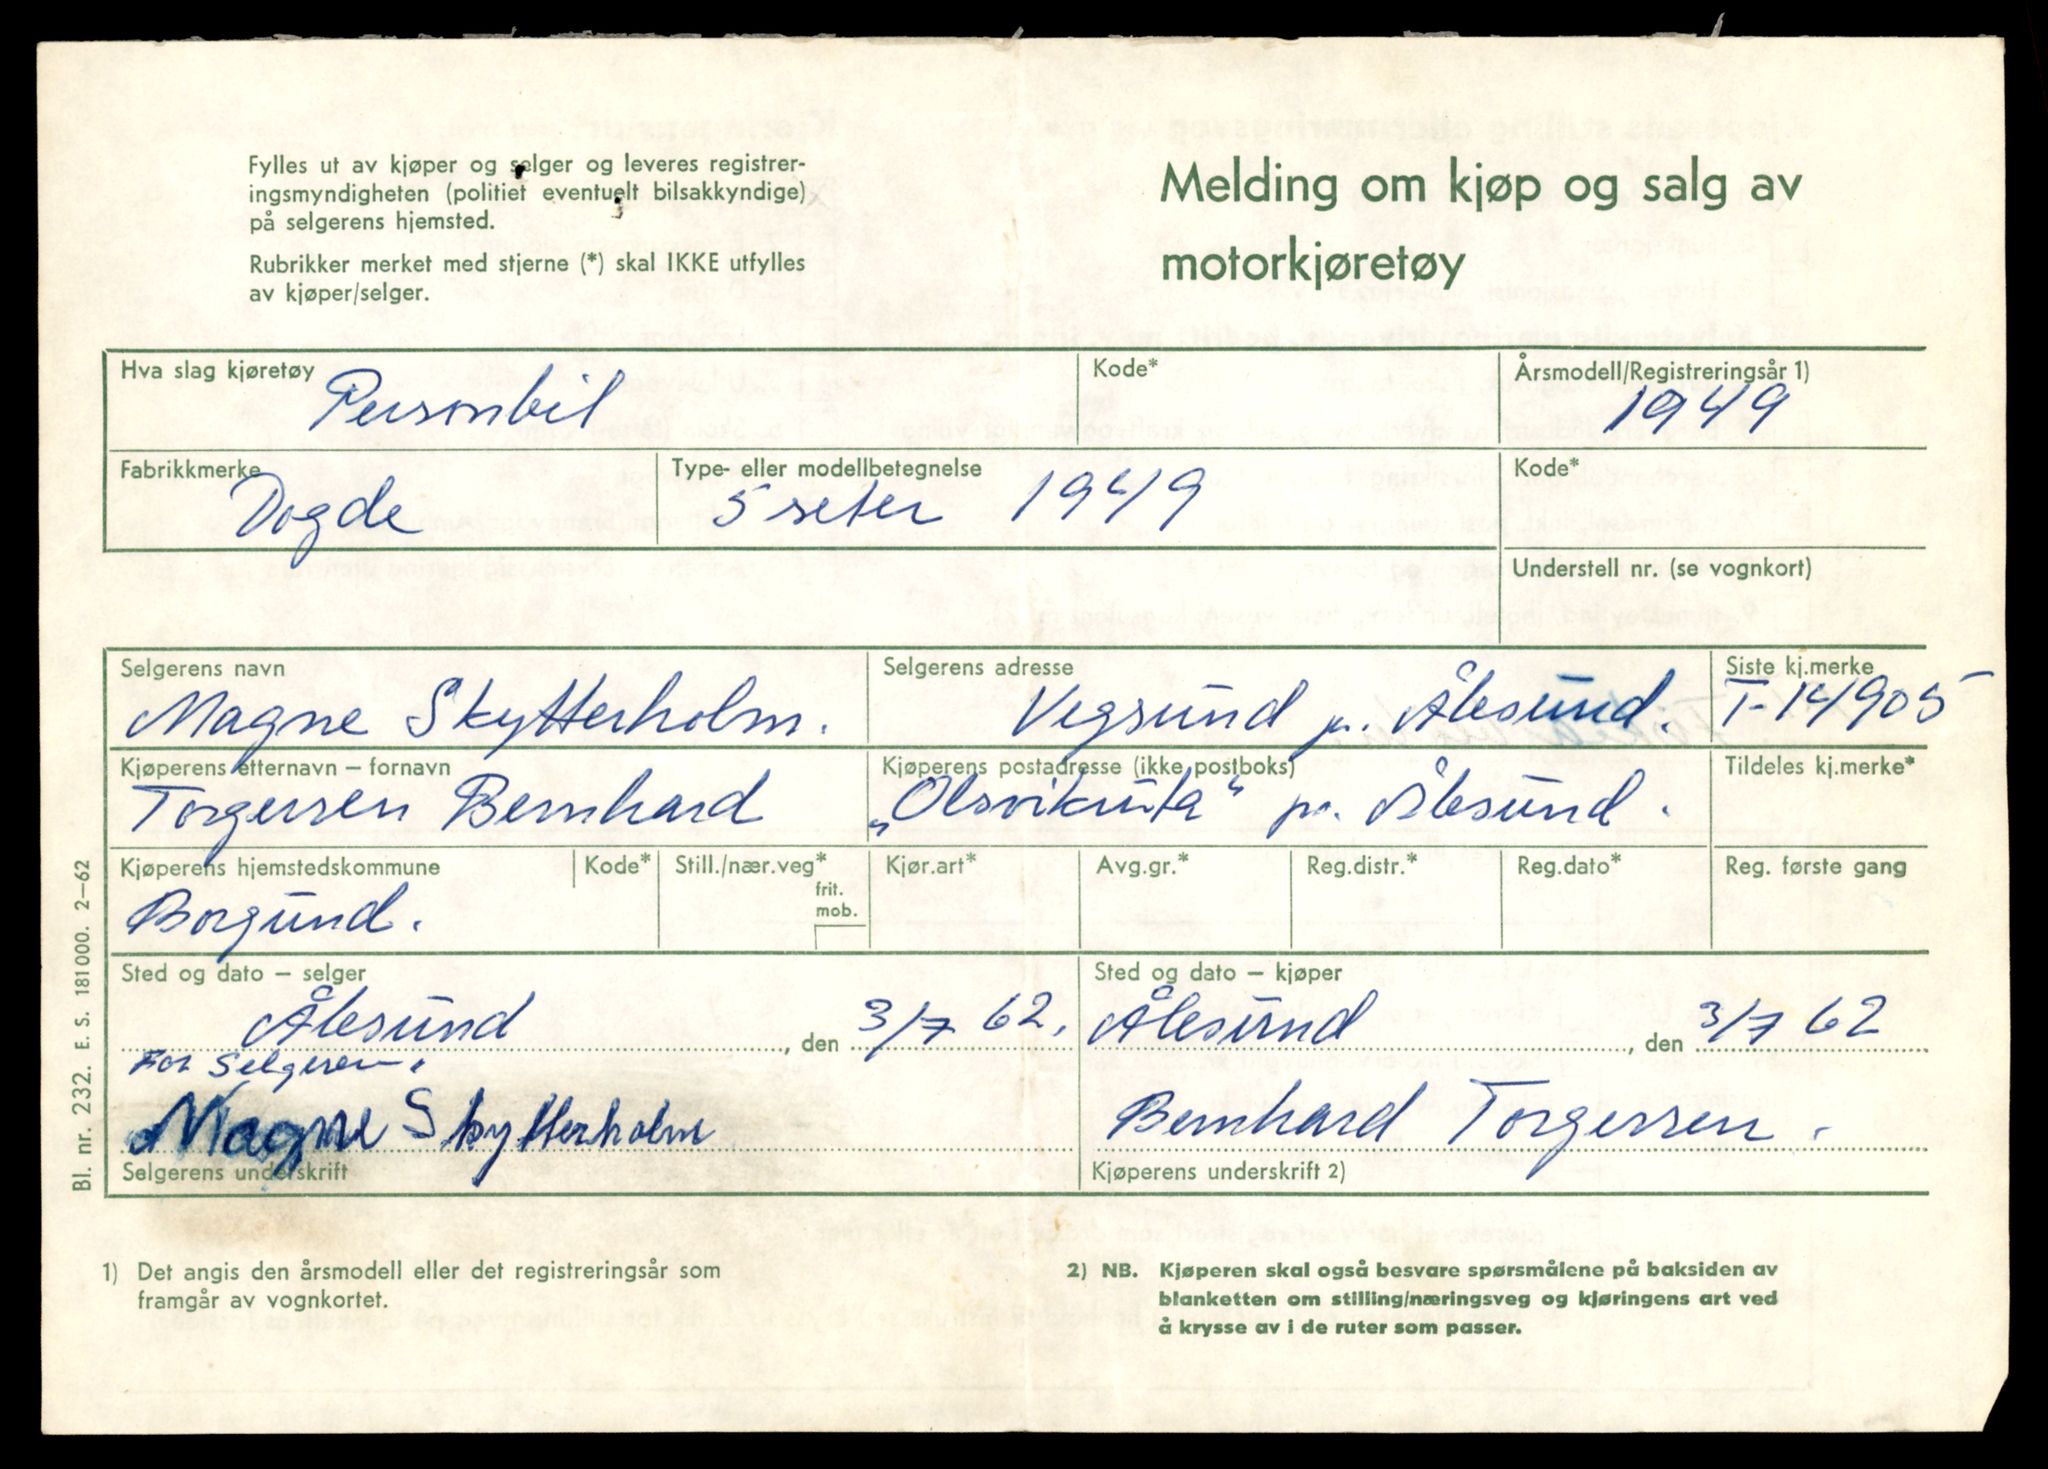 Fylles ut av kjøper og selger og leveres registrer-
ingsmyndigheten (politiet eventuelt bilsakkyndige)
på selgerens hjemsted.
Rubrikker merket med stjerne (*) skal IKKE utfylles
av kjøper/selger.
Melding om kjøp og salg av
motorkjøretøy
Hva slag kjøretøy
Personbil
Kode*
Årsmodell/Registreringsår 1)
1949
Fabrikkmerke
Dogde
Type- eller modellbetegnelse
5 seter 1949
Kode*
Understell nr. (se vognkort)
Selgerens navn
Magne Skytterholm.
Selgerens adresse
Vegsund pr. Ålesund.
Siste kj.merke
T-14905
Kjøperens etternavn – fornavn
Torgersen Bernhard
Kjøperens postadresse (ikke postboks)
„Olsvikruta" pr. Ålesund.
Tildeles kj.merke*
Kjøperens hjemstedskommune
Borgund.
Kode*
Still./nær.veg*
frit.
mob.
Kjør.art*
Avg.gr.*
Reg.distr.*
Reg.dato*
Reg. første gang
Sted og dato – selger
Ålesund, den 3/7 62.
For Selgeren.
Magne Skytterholm
Selgerens underskrift
Sted og dato – kjøper
Ålesund, den 3/7 62
Bernhard Torgersen.
Kjøperens underskrift 2)
Bl. nr. 232. E. S. 181000. 2–62
1) Det angis den årsmodell eller det registreringsår som
framgår av vognkortet.
2) NB. Kjøperen skal også besvare spørsmålene på baksiden av
blanketten om stilling/næringsveg og kjøringens art ved
å krysse av i de ruter som passer.